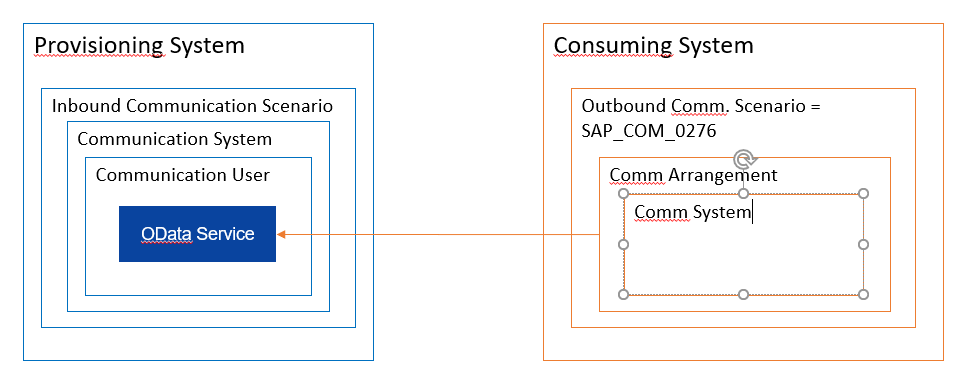 Provisioning System
Inbound Communication Scenario
Communication System
Communication User
OData Service
Consuming System
Outbound Comm. Scenario =
SAP_COM_0276
Comm Arrangement
Comm System